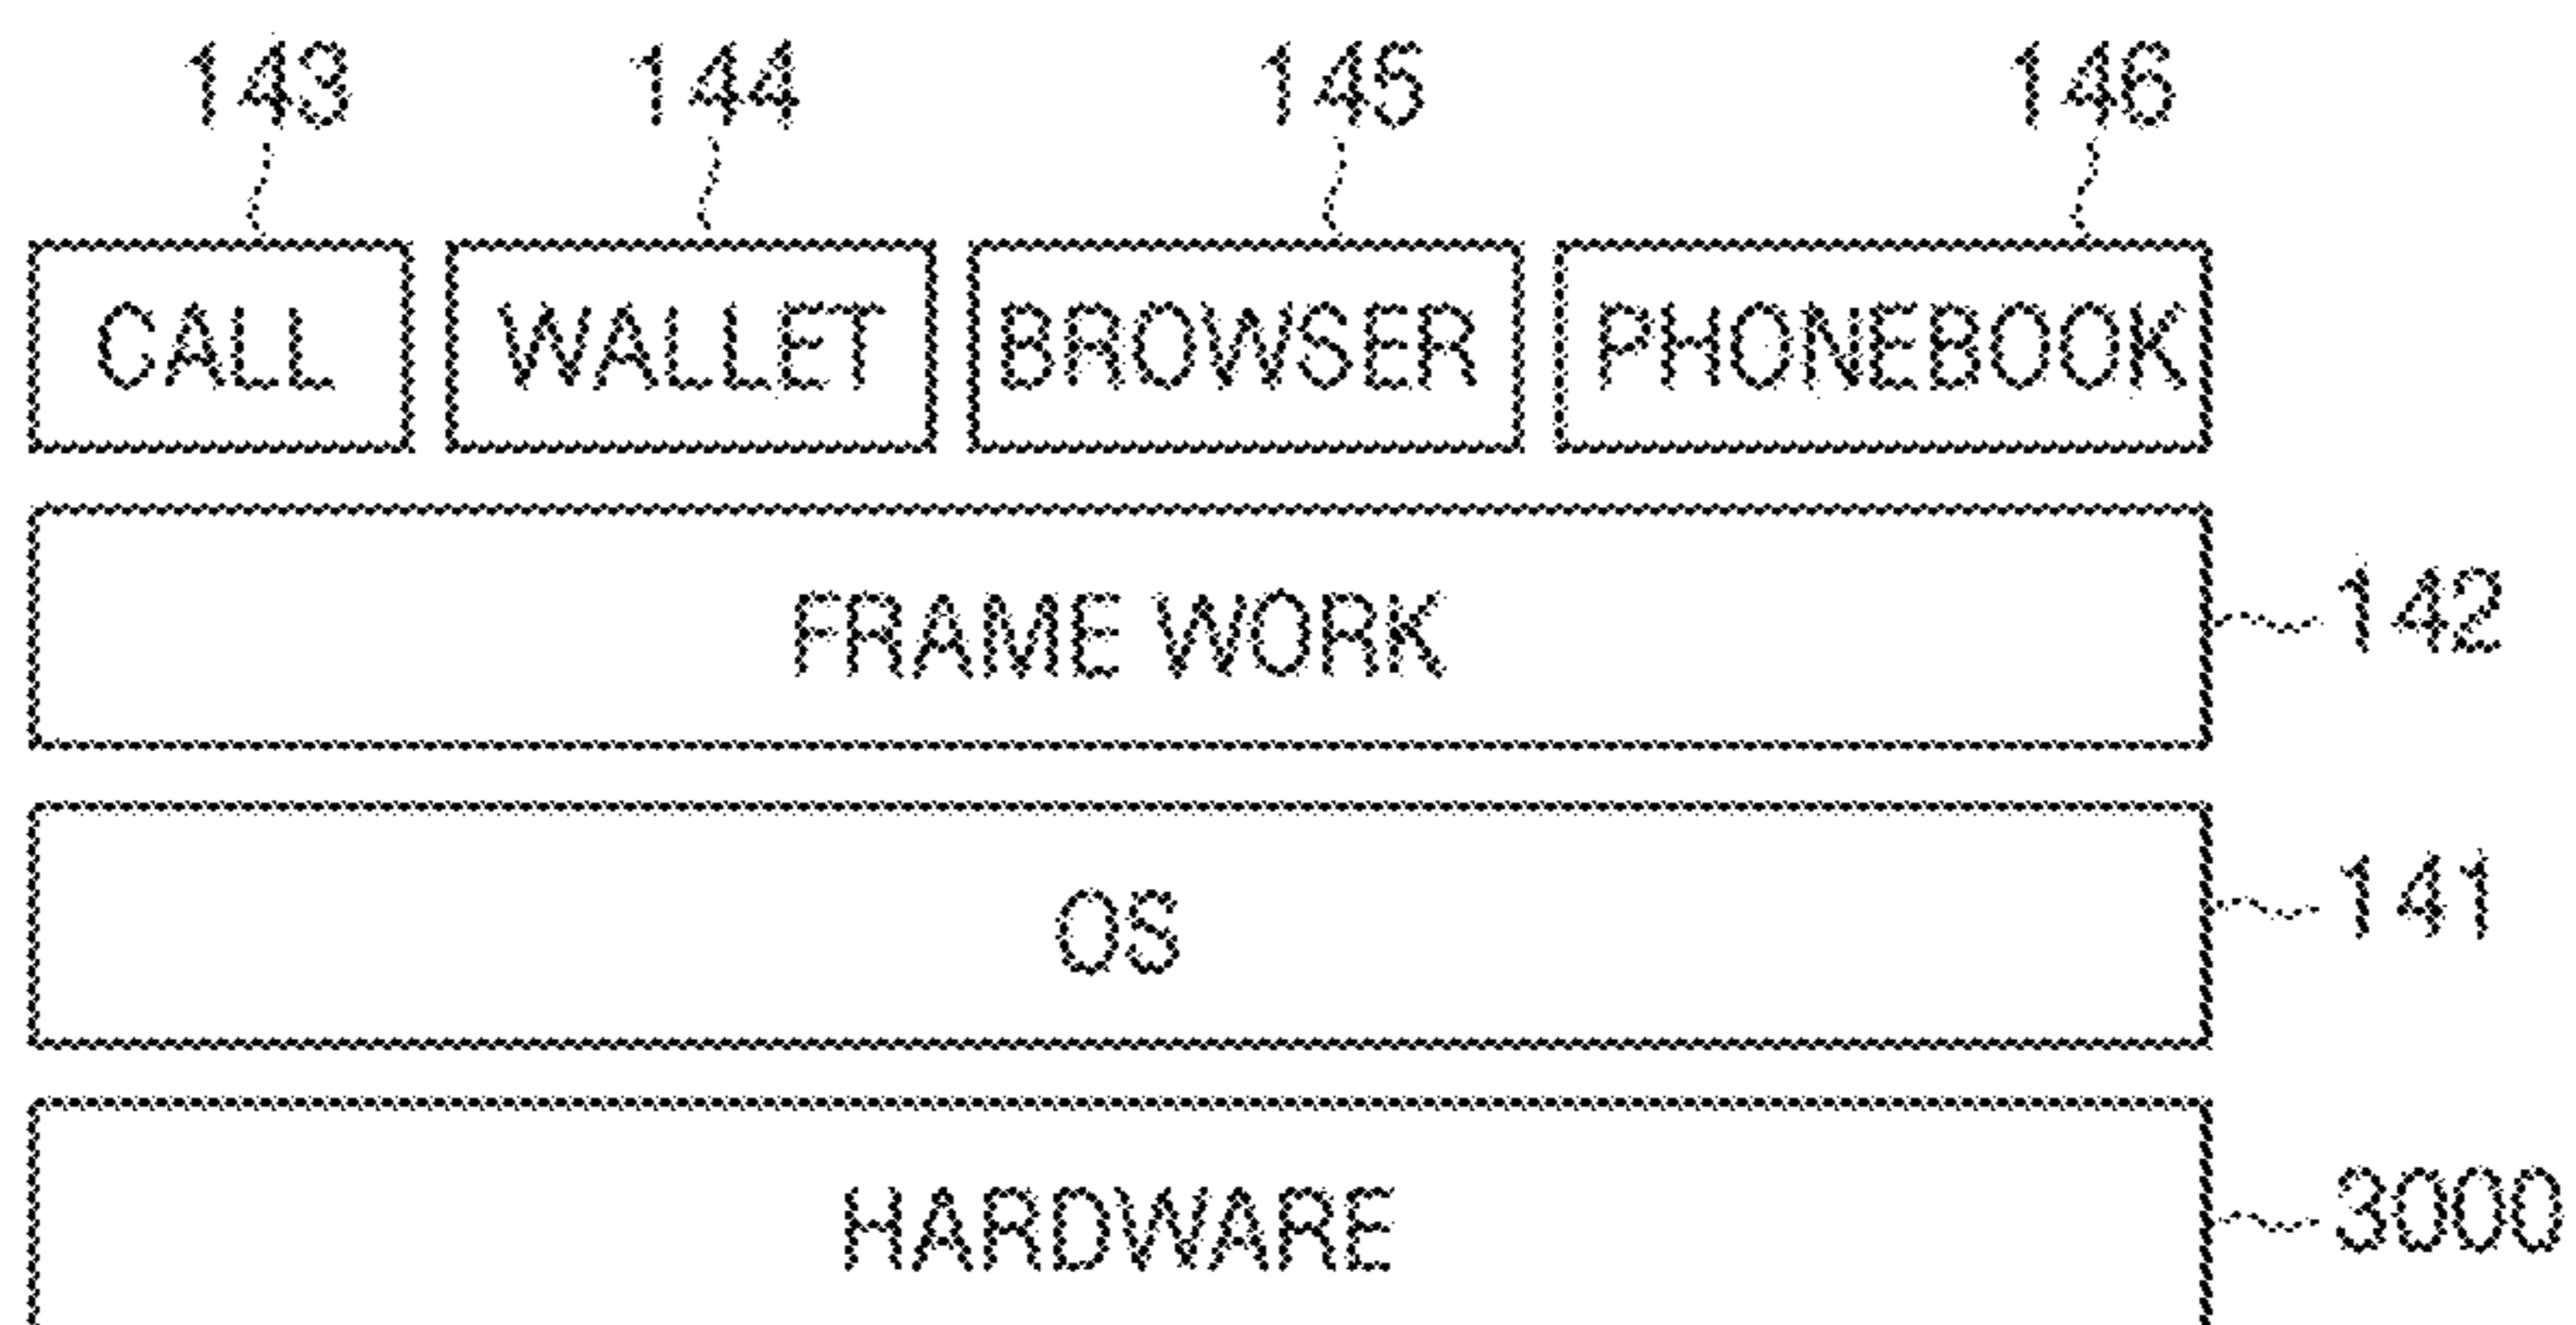 143 144 145 146
CALL WALLET BROWSER PHONEBOOK
FRAME WORK
142
OS
141
HARDWARE
3000